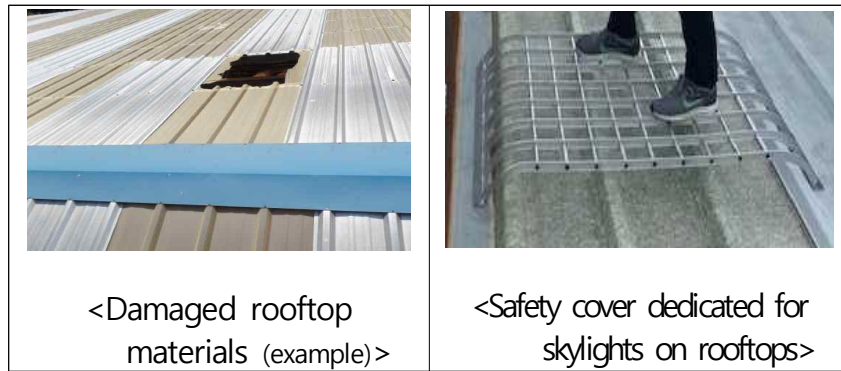 <Damaged rooftop
materials (example)>
<Safety cover dedicated for
skylights on rooftops>